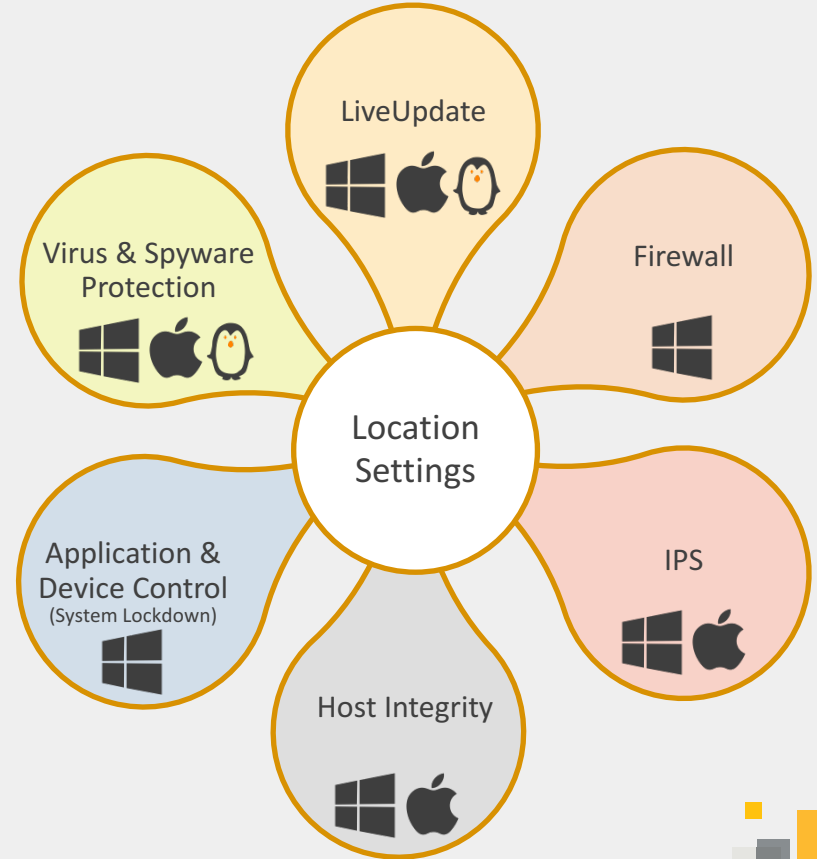 LiveUpdate
Virus & Spyware
Protection
Firewall
Location
Settings
Application &
Device Control
(System Lockdown)
IPS
Host Integrity